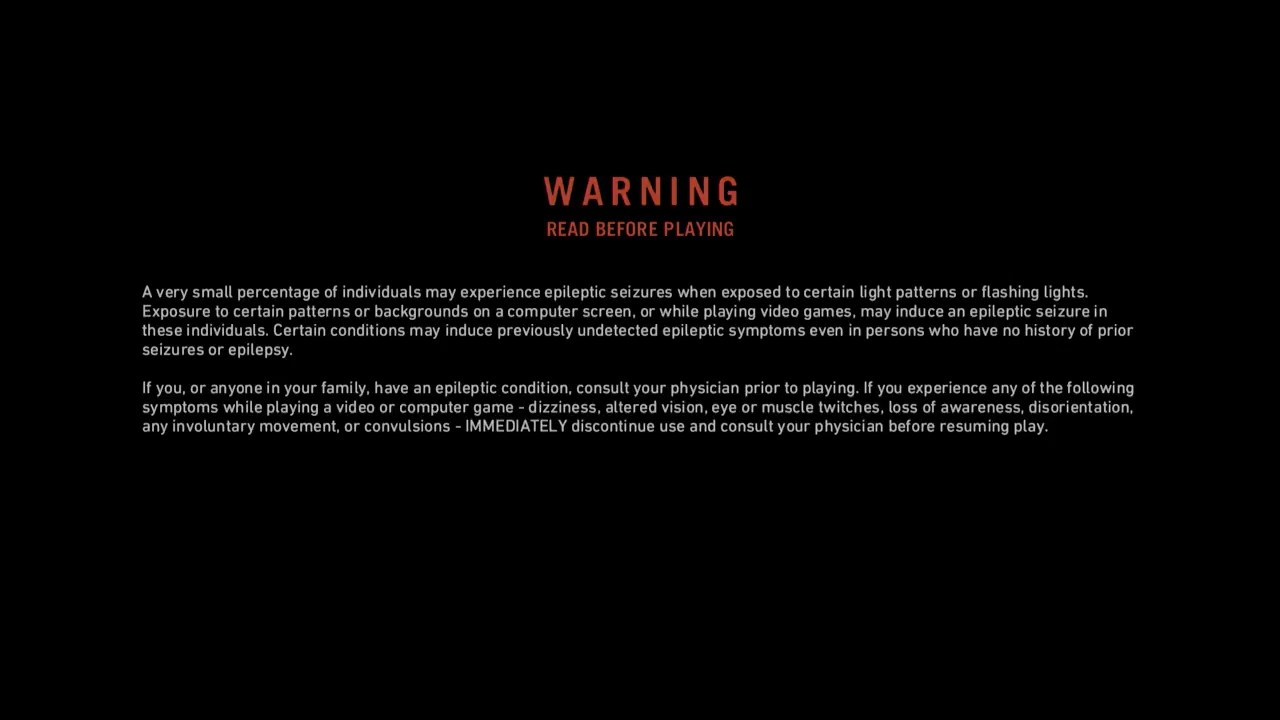 WARNING
READ BEFORE PLAYING
A very small percentage of individuals may experience epileptic seizures when exposed to certain light patterns or flashing lights.
Exposure to certain patterns or backgrounds on a computer screen, or while playing video games, may induce an epileptic seizure in
these individuals. Certain conditions may induce previously undetected epileptic symptoms even in persons who have no history of prior
seizures or epilepsy.
If you, or anyone in your family, have an epileptic condition, consult your physician prior to playing. If you experience any of the following
symptoms while playing a video or computer game - dizziness, altered vision, eye or muscle twitches, loss of awareness, disorientation,
any involuntary movement, or convulsions - IMMEDIATELY discontinue use and consult your physician before resuming play.